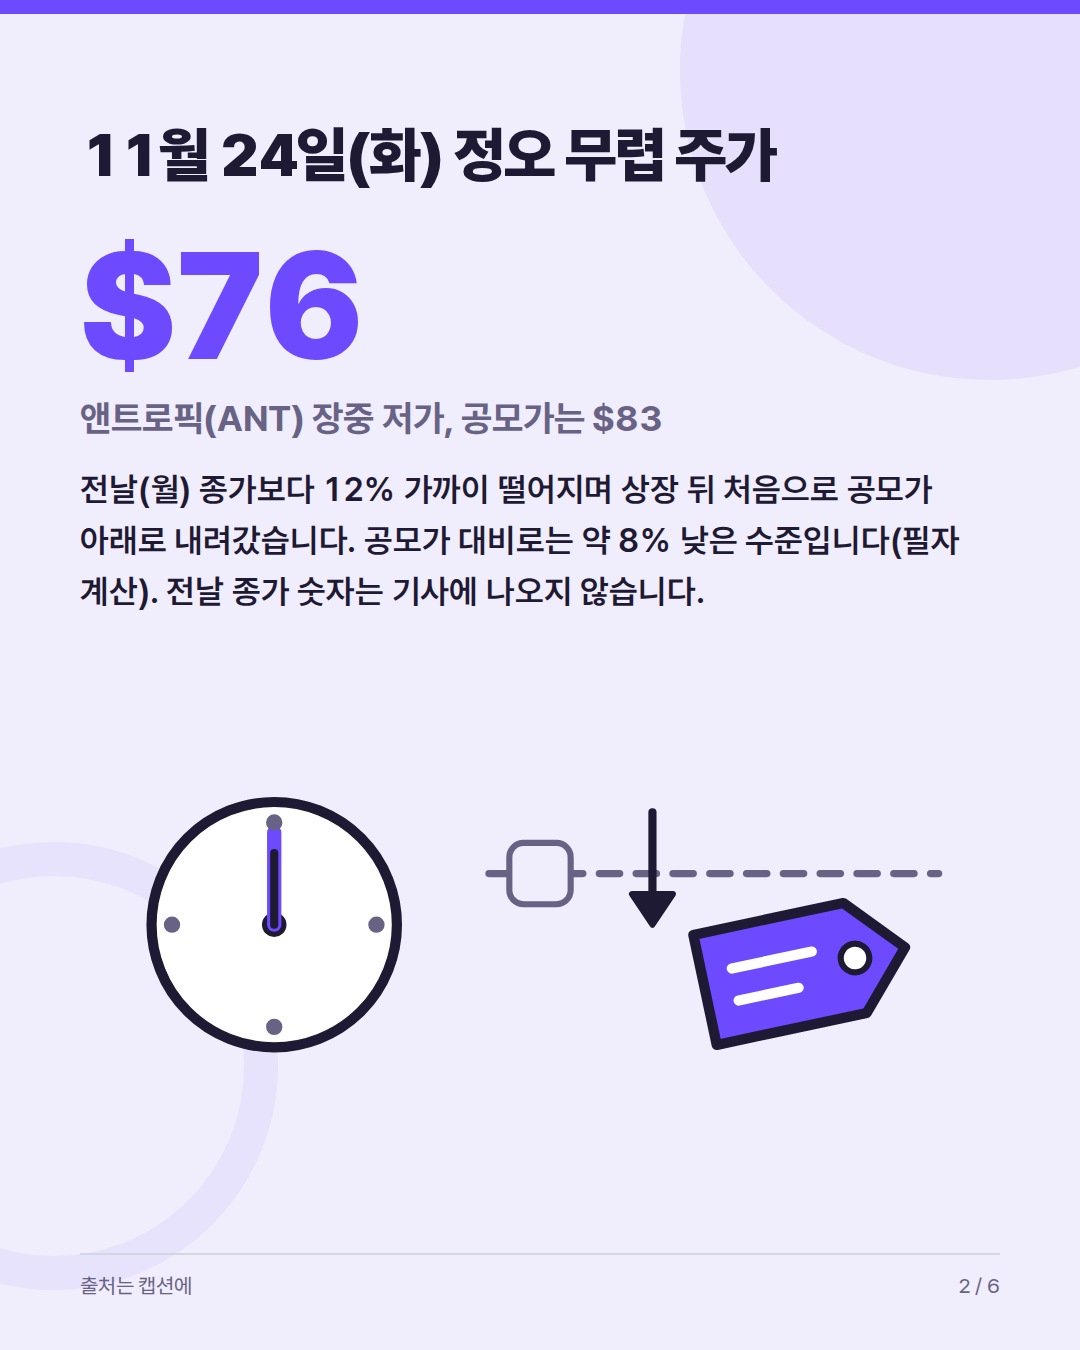 11월 24일(화) 정오 무렵 주가
$76
앤트로픽(ANT) 장중 저가, 공모가는 $83
전날(월) 종가보다 12% 가까이 떨어지며 상장 뒤 처음으로 공모가
아래로 내려갔습니다. 공모가 대비로는 약 8% 낮은 수준입니다(필자
계산). 전날 종가 숫자는 기사에 나오지 않습니다.
출처는 캡션에
2 / 6